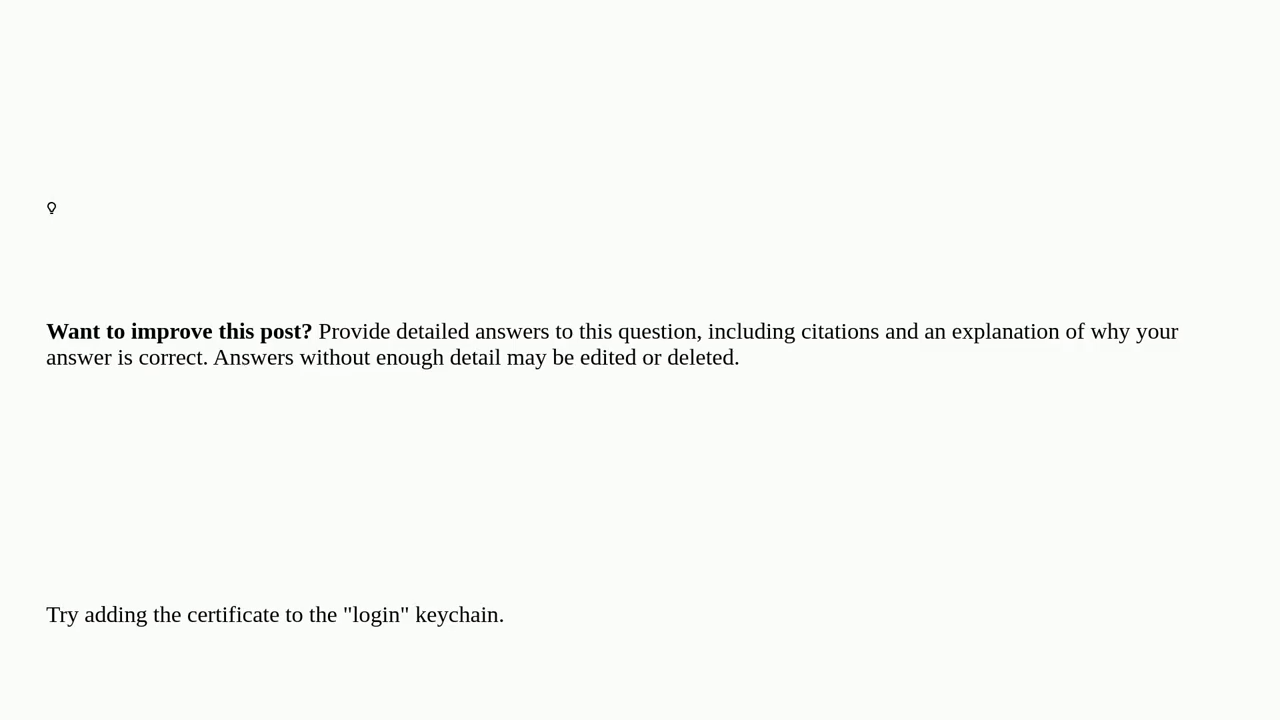 Want to improve this post? Provide detailed answers to this question, including citations and an explanation of why your
answer is correct. Answers without enough detail may be edited or deleted.
Try adding the certificate to the "login" keychain.